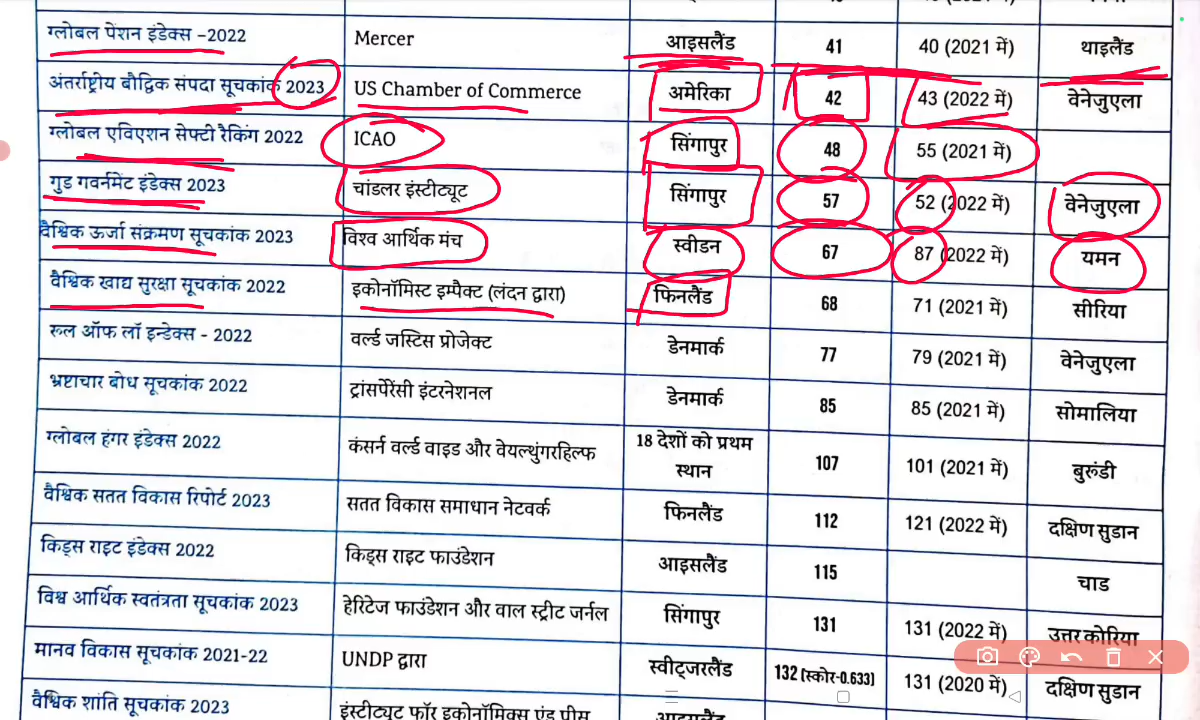 ग्लोबल पेंशन इंडेक्स -2022 Mercer आइसलैंड 41 40 (2021 में) थाइलैंड
अंतर्राष्ट्रीय बौद्धिक संपदा सूचकांक 2023 US Chamber of Commerce अमेरिका 42 43 (2022 में) वेनेजुएला
ग्लोबल एविएशन सेफ्टी रैकिंग 2022 ICAO सिंगापुर 48 55 (2021 में)
गुड गवर्नमेंट इंडेक्स 2023 चांडलर इंस्टीट्यूट सिंगापुर 57 52 (2022 में) वेनेजुएला
वैश्विक ऊर्जा संक्रमण सूचकांक 2023 विश्व आर्थिक मंच स्वीडन 67 87 (2022 में) यमन
वैश्विक खाद्य सुरक्षा सूचकांक 2022 इकोनॉमिस्ट इम्पैक्ट (लंदन द्वारा) फिनलैंड 68 71 (2021 में) सीरिया
रूल ऑफ लॉ इन्डेक्स - 2022 वर्ल्ड जस्टिस प्रोजेक्ट डेनमार्क 77 79 (2021 में) वेनेजुएला
भ्रष्टाचार बोध सूचकांक 2022 ट्रांसपेरेंसी इंटरनेशनल डेनमार्क 85 85 (2021 में) सोमालिया
ग्लोबल हंगर इंडेक्स 2022 कंसर्न वर्ल्ड वाइड और वेयल्थुंगरहिल्फ 18 देशों को प्रथम
स्थान 107 101 (2021 में) बुरुंडी
वैश्विक सतत विकास रिपोर्ट 2023 सतत विकास समाधान नेटवर्क फिनलैंड 112 121 (2022 में) दक्षिण सुडान
किड्स राइट इंडेक्स 2022 किड्स राइट फाउंडेशन आइसलैंड 115 चाड
विश्व आर्थिक स्वतंत्रता सूचकांक 2023 हेरिटेज फाउंडेशन और वाल स्ट्रीट जर्नल सिंगापुर 131 131 (2022 में) उत्तर कोरिया
मानव विकास सूचकांक 2021-22 UNDP द्वारा स्वीट्जरलैंड 132 (स्कोर-0.633) 131 (2020 में) दक्षिण सुडान
वैश्विक शांति सूचकांक 2023 इंस्टीट्यूट फॉर इकोनॉमिक्स एंड पीस आइसलैंड